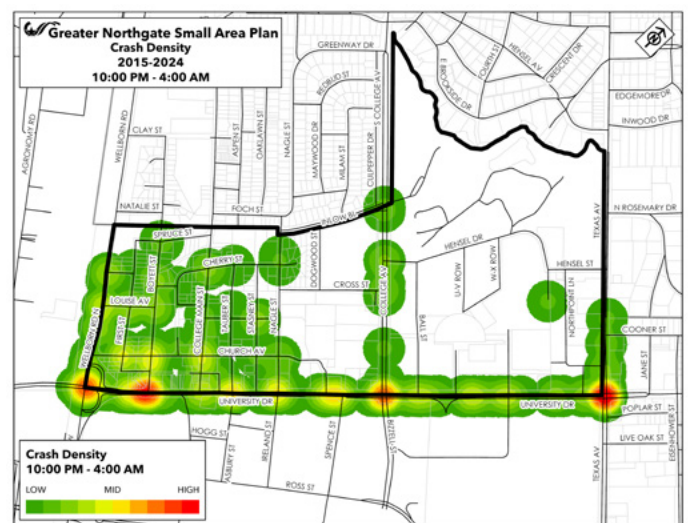 Greater Northgate Small Area Plan
Crash Density
2015-2024
10:00 PM - 4:00 AM
GREENWAY DR
REDBUD ST
S COLLEGE AV
E BROOKSIDE DR
FOURTH ST
HENSEL AV
CRESCENT DR
EDGEMORE DR
INWOOD DR
AGRONOMY RD
WELLBORN RD
CLAY ST
ASPEN ST
OAKLAWN ST
NAGLE ST
MAYWOOD DR
MILAM ST
CULPEPPER DR
NATALIE ST
FOCH ST
INLOW BL
N ROSEMARY DR
TEXAS AV
SPRUCE ST
CHERRY ST
DOGWOOD ST
HENSEL DR
HENSEL ST
BOYETT ST
CROSS ST
COLLEGE AV
U-V ROW
W-X ROW
NORTHPOINT LN
LOUISE AV
FIRST ST
COLLEGE MAIN ST
TAUBER ST
STASNEY ST
NAGLE ST
BALL ST
COONER ST
WELLBORN RD N
CHURCH AV
JANE ST
EISENHOWER ST
UNIVERSITY DR
UNIVERSITY DR
POPLAR ST
HOGG ST
ASBURY ST
IRELAND ST
SPENCE ST
BIZZELL ST
LIVE OAK ST
TEXAS AV
ROSS ST
Crash Density
10:00 PM - 4:00 AM
LOW MID HIGH